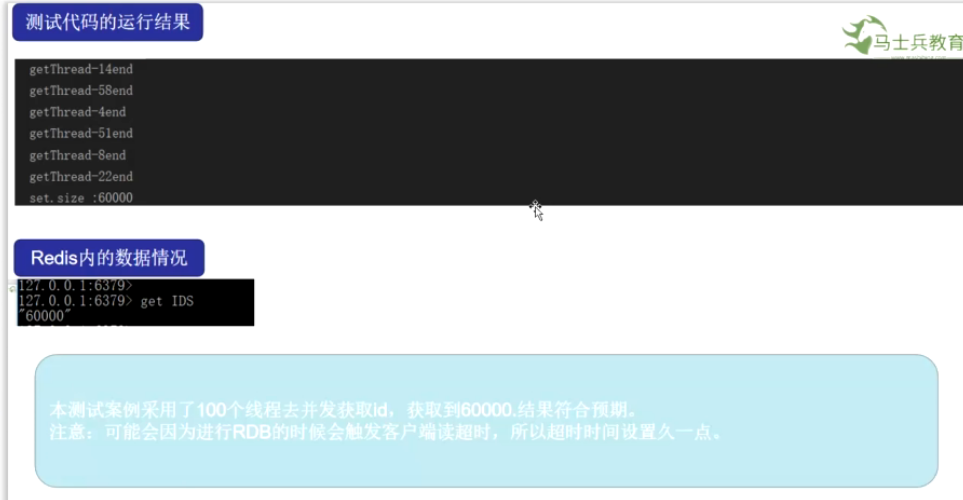 测试代码的运行结果
马士兵教育
getThread-14end
getThread-58end
getThread-4end
getThread-51end
getThread-8end
getThread-22end
set.size :60000
Redis内的数据情况
127.0.0.1:6379>
127.0.0.1:6379> get IDS
"60000"
本测试案例采用了100个线程去并发获取id，获取到60000.结果符合预期。
注意：可能会因为进行RDB的时候会触发客户端读超时，所以超时时间设置久一点。